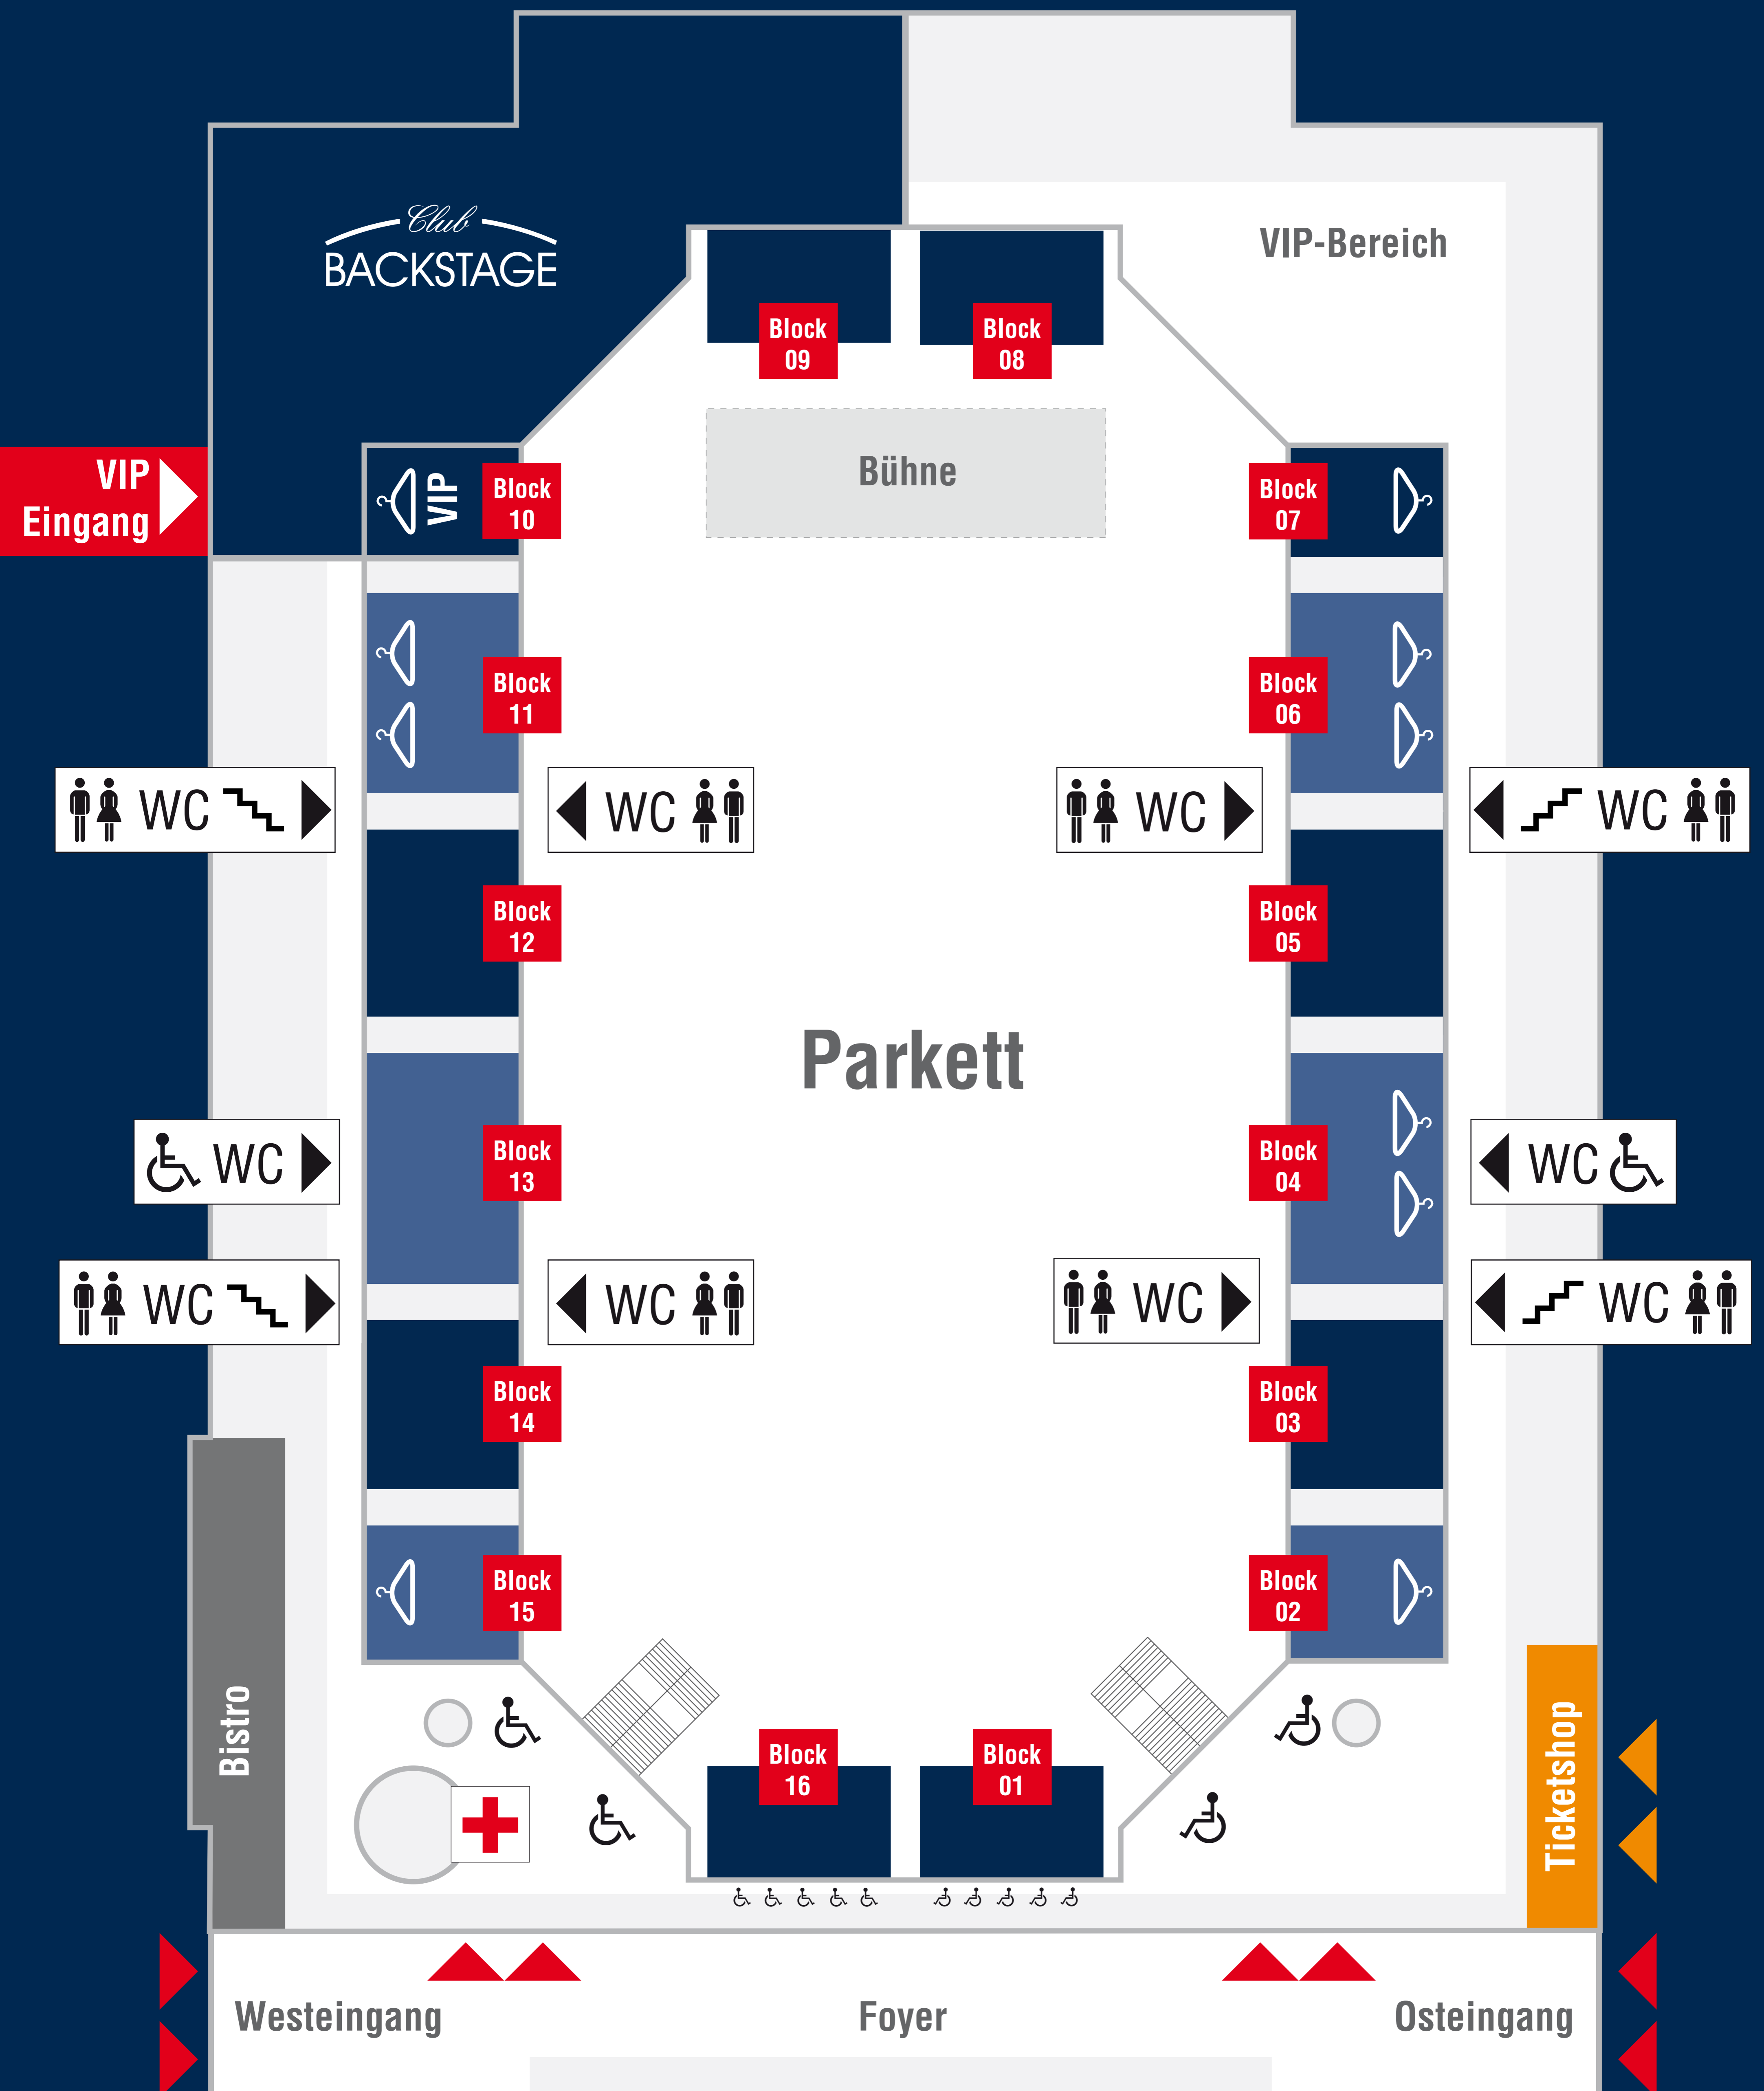 Club
BACKSTAGE
VIP-Bereich
Block
09
Block
08
Bühne
VIP
Eingang
VIP
Block
10
Block
07
Block
11
Block
06
WC
WC
WC
WC
Block
12
Block
05
Parkett
WC
Block
13
Block
04
WC
WC
WC
WC
WC
Block
14
Block
03
Block
15
Block
02
Bistro
Ticketshop
Block
16
Block
01
Westeingang
Foyer
Osteingang